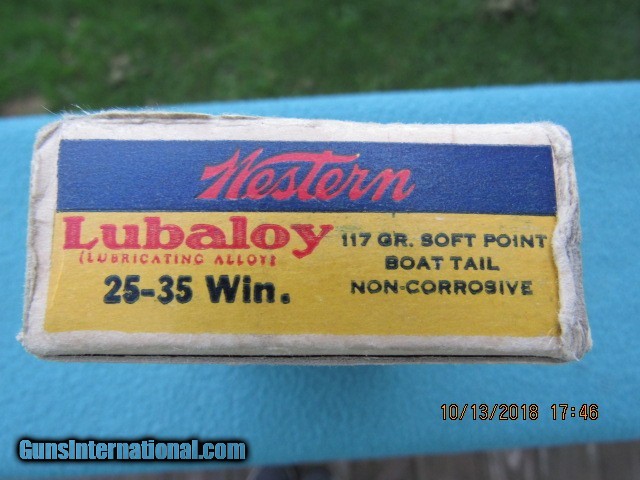 Western
Lubaloy
(LUBRICATING ALLOY)
25-35 Win.
117 GR. SOFT POINT
BOAT TAIL
NON-CORROSIVE
10/13/2018 17:46
GunsInternational.com